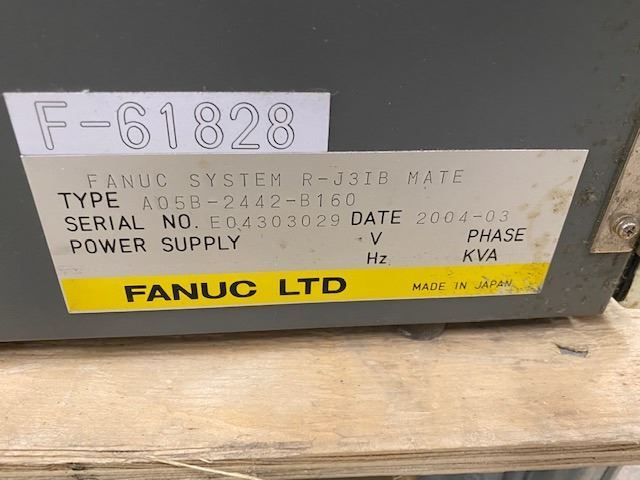 F-61828
FANUC SYSTEM R-J3IB MATE
TYPE A05B-2442-B160
SERIAL NO. E04303029 DATE 2004-03
POWER SUPPLY V PHASE
Hz KVA
FANUC LTD MADE IN JAPAN